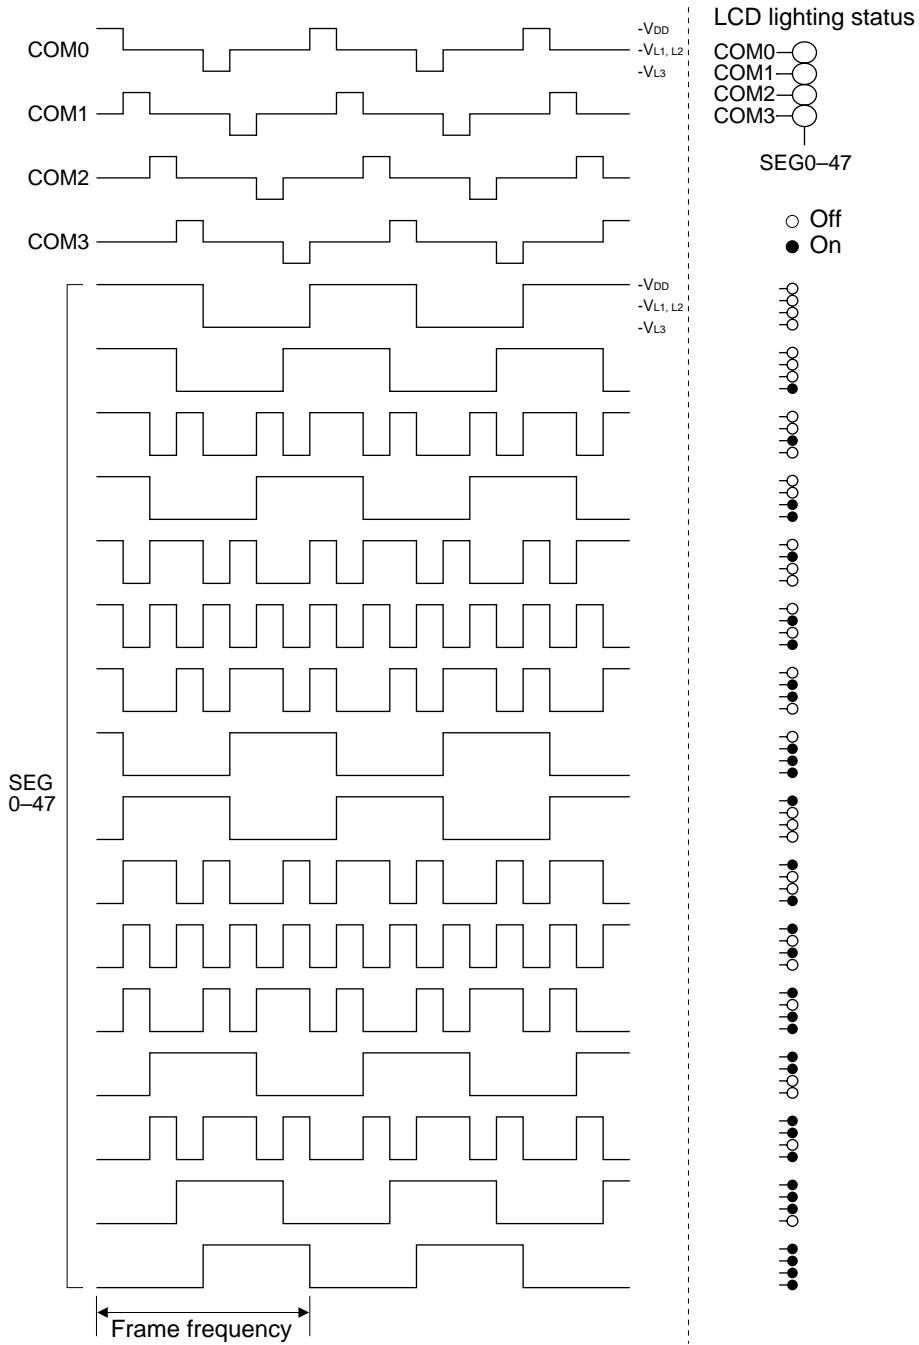 COM0
-VDD
-VL1, L2
-VL3
COM1
COM2
COM3
-VDD
-VL1, L2
-VL3
SEG
0–47
Frame frequency
LCD lighting status
COM0
COM1
COM2
COM3
SEG0–47
Off
On